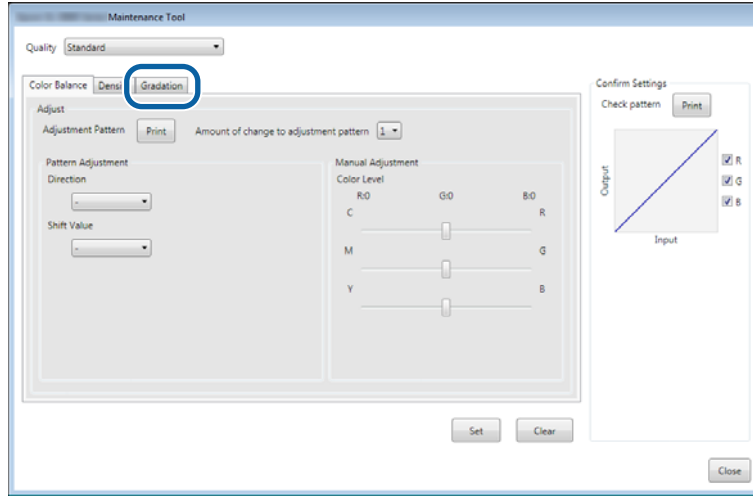 Maintenance Tool
Quality Standard
Color Balance Gradation
Adjust
Adjustment Pattern Print Amount of change to adjustment pattern 1
Pattern Adjustment
Direction
-
Shift Value
-
Manual Adjustment
Color Level
R:0 G:0 B:0
C R
M G
Y B
Set Clear
Confirm Settings
Check pattern Print
Output
Input
R
G
B
Close